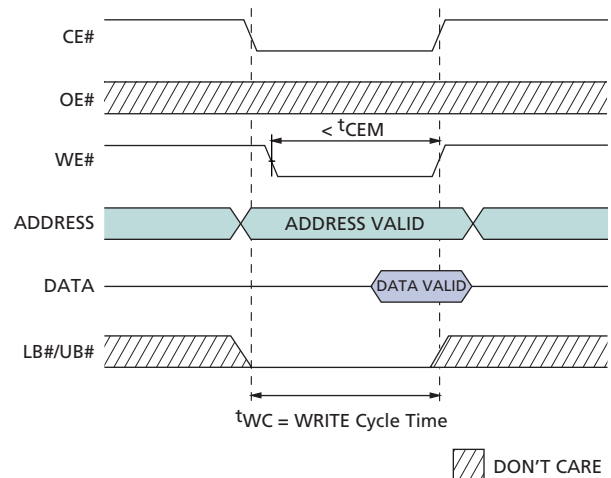 CE#
OE#
< tCEM
WE#
ADDRESS
ADDRESS VALID
DATA
DATA VALID
LB#/UB#
tWC = WRITE Cycle Time
DON'T CARE